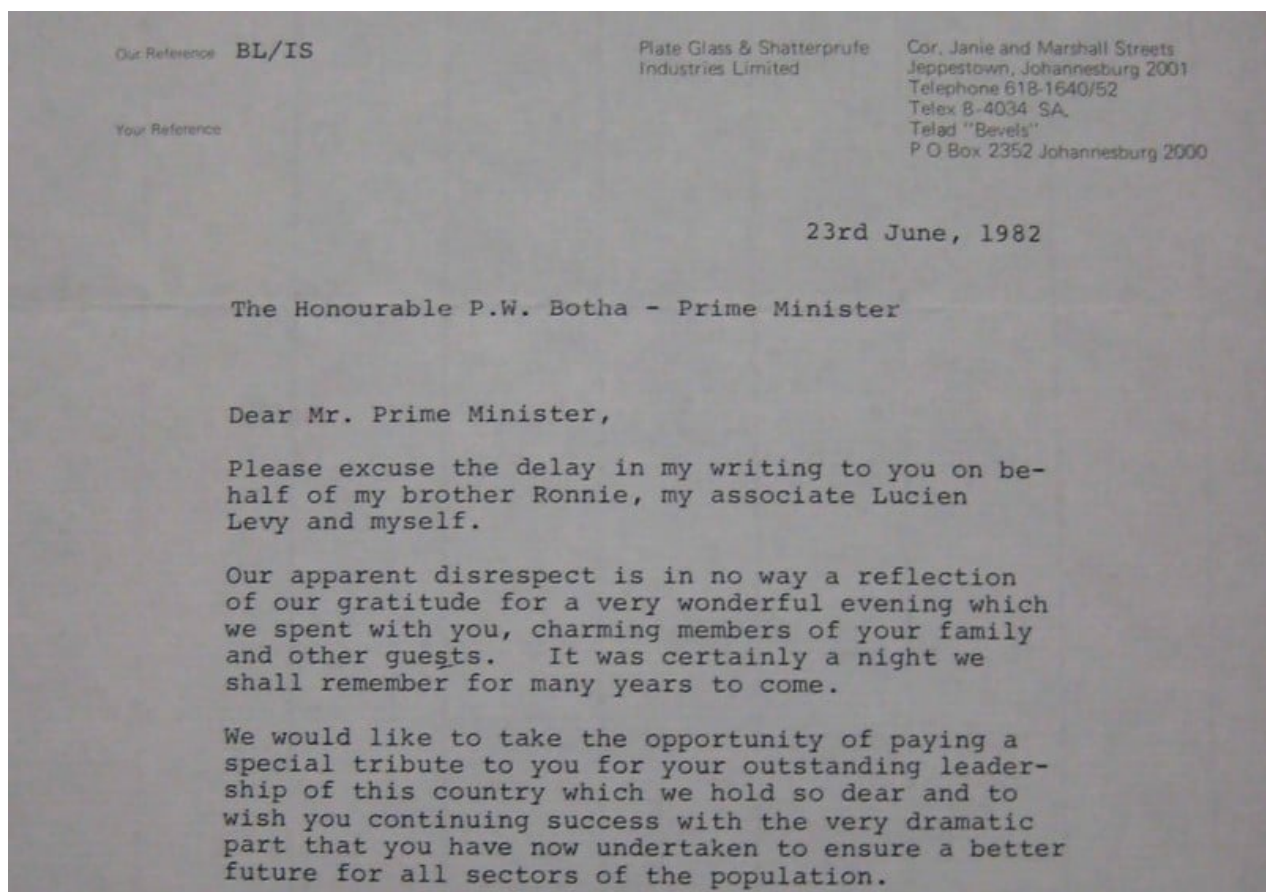 Our Reference BL/IS
Your Reference
Plate Glass & Shatterprufe
Industries Limited
Cor. Janie and Marshall Streets
Jeppestown, Johannesburg 2001
Telephone 618-1640/52
Telex 8-4034 SA.
Telad "Bevels"
P O Box 2352 Johannesburg 2000
23rd June, 1982
The Honourable P.W. Botha - Prime Minister
Dear Mr. Prime Minister,
Please excuse the delay in my writing to you on be-
half of my brother Ronnie, my associate Lucien
Levy and myself.
Our apparent disrespect is in no way a reflection
of our gratitude for a very wonderful evening which
we spent with you, charming members of your family
and other guests. It was certainly a night we
shall remember for many years to come.
We would like to take the opportunity of paying a
special tribute to you for your outstanding leader-
ship of this country which we hold so dear and to
wish you continuing success with the very dramatic
part that you have now undertaken to ensure a better
future for all sectors of the population.